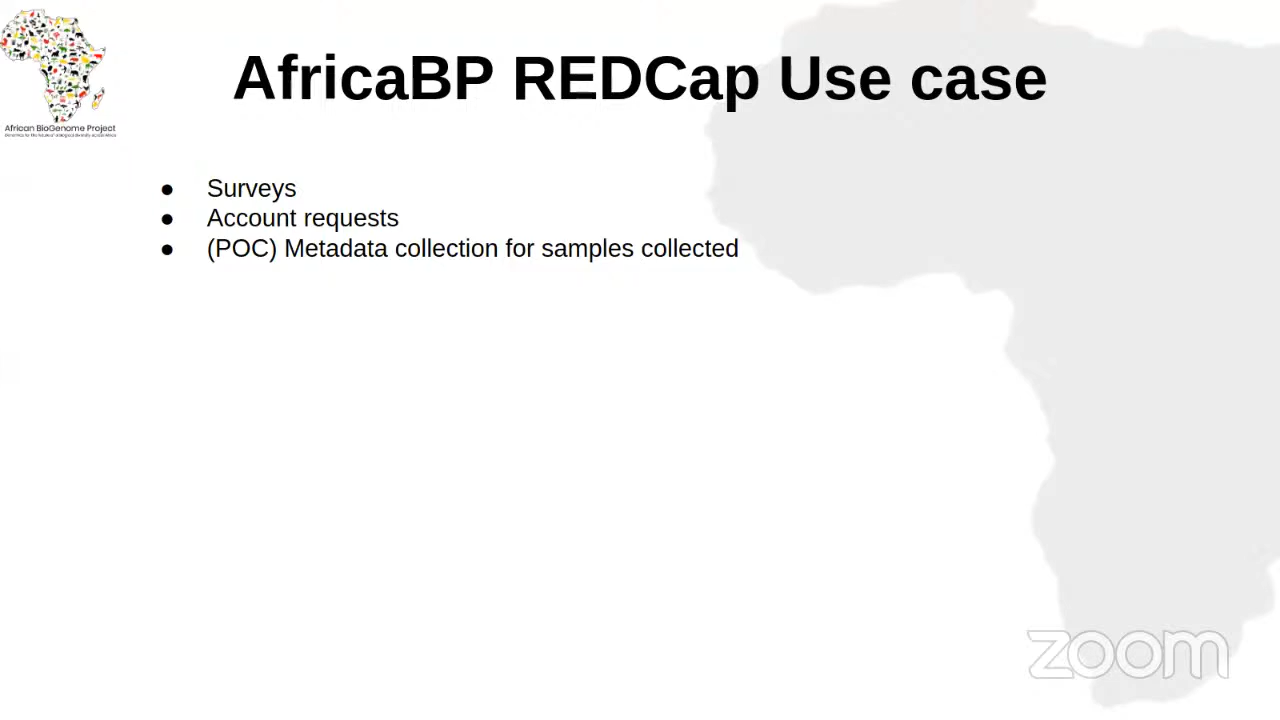 AfricaBP REDCap Use case
African BioGenome Project
● Surveys
● Account requests
● (POC) Metadata collection for samples collected
zoom